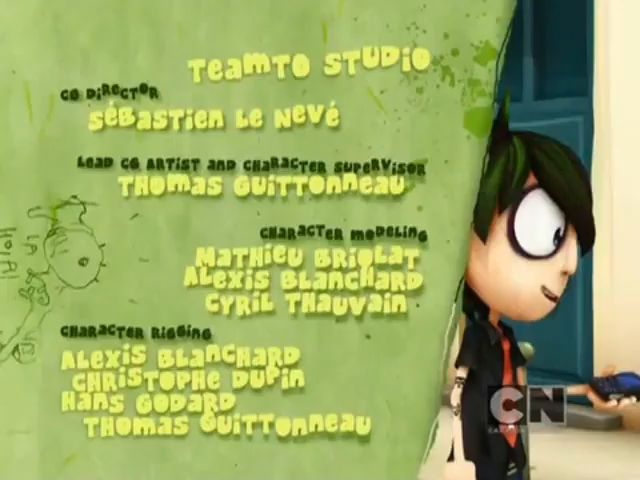 TEAMTO STUDIO
CG DIRECTOR
SÉBASTIEN LE NEVÉ
LEAD CG ARTIST AND CHARACTER SUPERVISOR
THOMAS GUITTONNEAU
CHARACTER MODELING
MATHIEU BRIOLAT
ALEXIS BLANCHARD
CYRIL THAUVAIN
CHARACTER RIGGING
ALEXIS BLANCHARD
CHRISTOPHE DUPIN
HANS GODARD
THOMAS GUITTONNEAU
CN